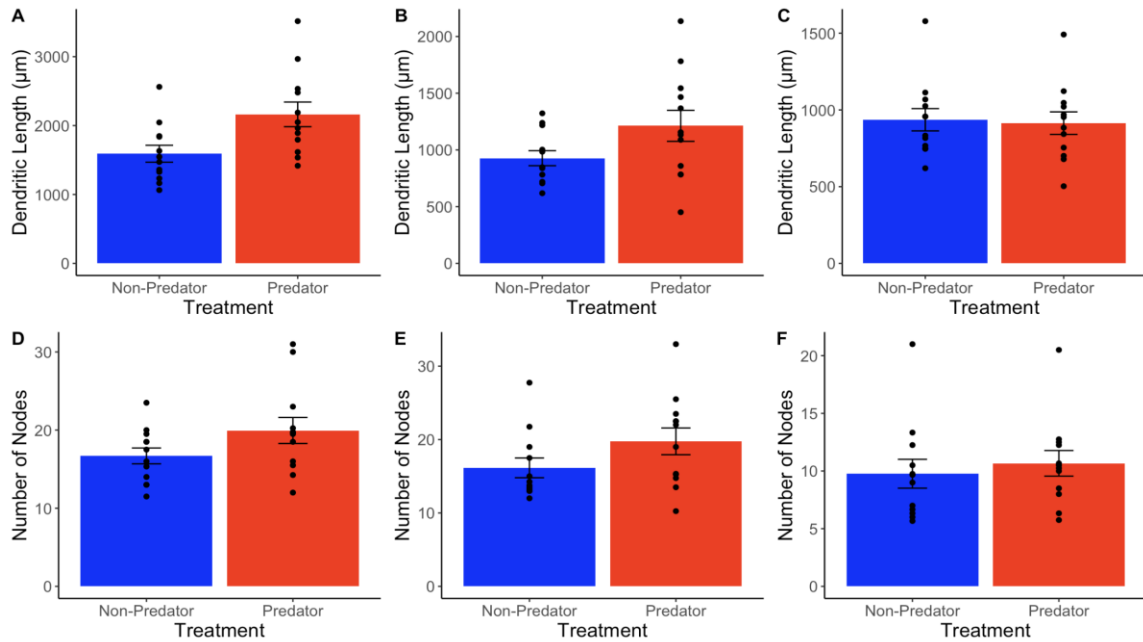 A
Dendritic Length (µm)
3000
2000
1000
0
Non-Predator
Predator
Treatment
B
Dendritic Length (µm)
2000
1500
1000
500
0
Non-Predator
Predator
Treatment
C
Dendritic Length (µm)
1500
1000
500
0
Non-Predator
Predator
Treatment
D
Number of Nodes
30
20
10
0
Non-Predator
Predator
Treatment
E
Number of Nodes
30
20
10
0
Non-Predator
Predator
Treatment
F
Number of Nodes
20
15
10
5
0
Non-Predator
Predator
Treatment